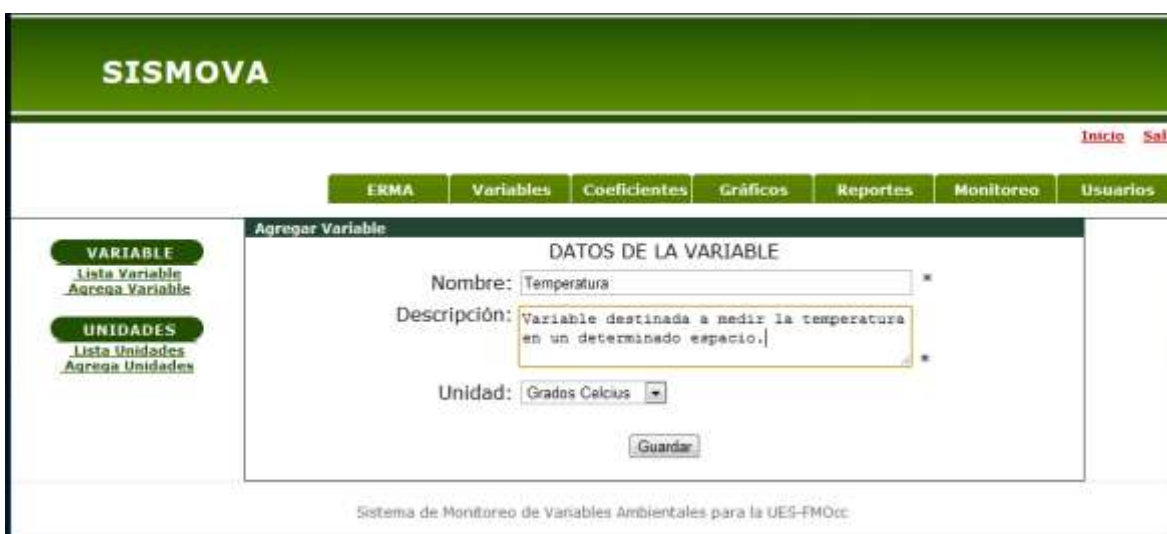 SISMOVA
Inicio Sal
ERMA Variables Coeficientes Gráficos Reportes Monitoreo Usuarios
VARIABLE
Lista Variable
Agrega Variable
UNIDADES
Lista Unidades
Agrega Unidades
Agregar Variable
DATOS DE LA VARIABLE
Nombre: Temperatura *
Descripción: Variable destinada a medir la temperatura
en un determinado espacio. *
Unidad: Grados Celcius
Guardar
Sistema de Monitoreo de Variables Ambientales para la UES-FMOcc